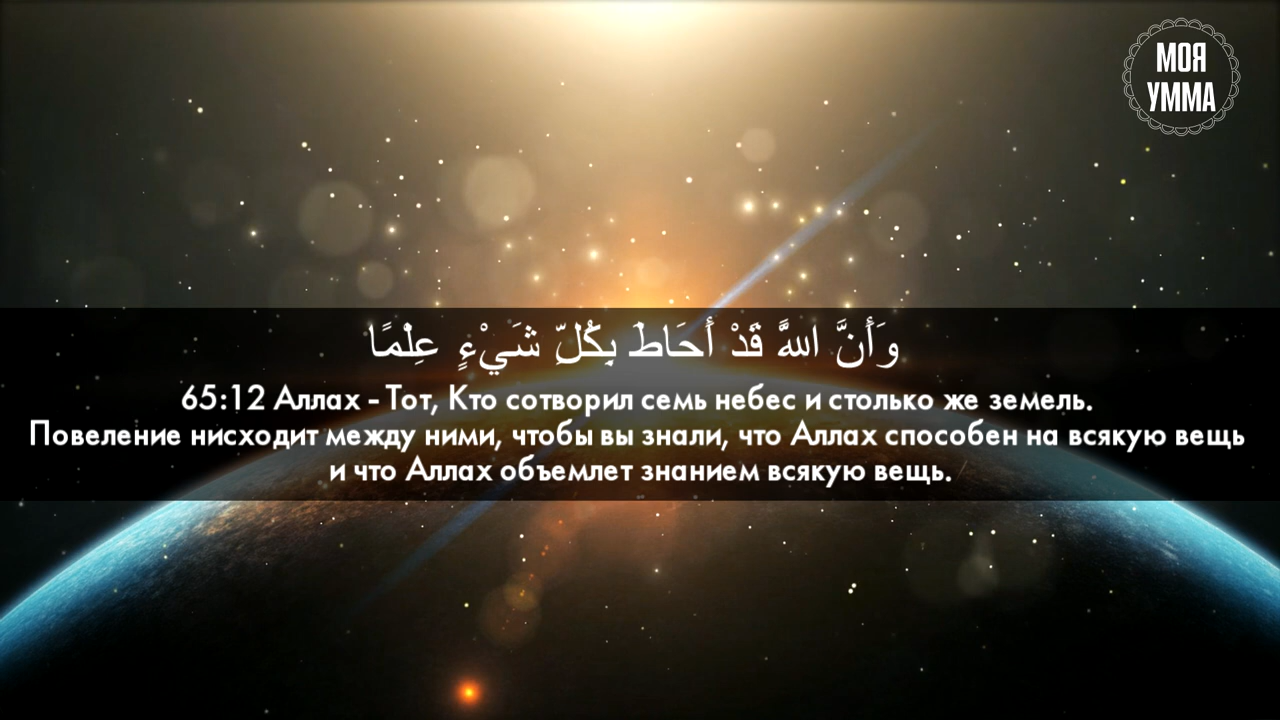 МОЯ
УММА
وَأَنَّ اللَّهَ قَدْ أَحَاطَ بِكُلِّ شَيْءٍ عِلْمًا
65:12 Аллах - Тот, Кто сотворил семь небес и столько же земель.
Повеление нисходит между ними, чтобы вы знали, что Аллах способен на всякую вещь
и что Аллах объемлет знанием всякую вещь.